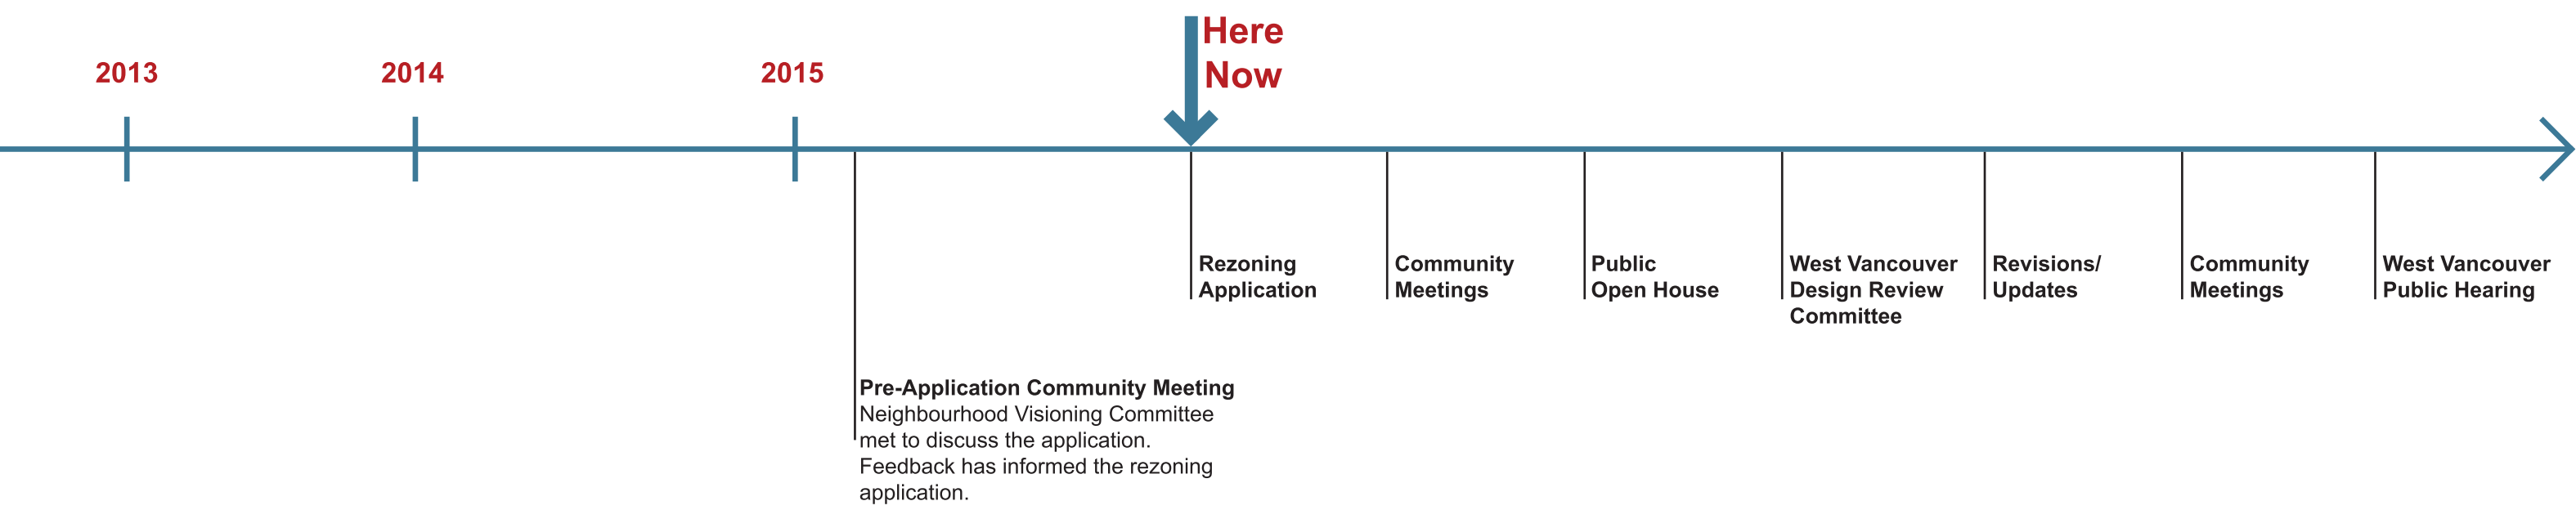 2013
2014
2015
Here
Now
Rezoning
Application
Community
Meetings
Public
Open House
West Vancouver
Design Review
Committee
Revisions/
Updates
Community
Meetings
West Vancouver
Public Hearing
Pre-Application Community Meeting
Neighbourhood Visioning Committee
met to discuss the application.
Feedback has informed the rezoning
application.